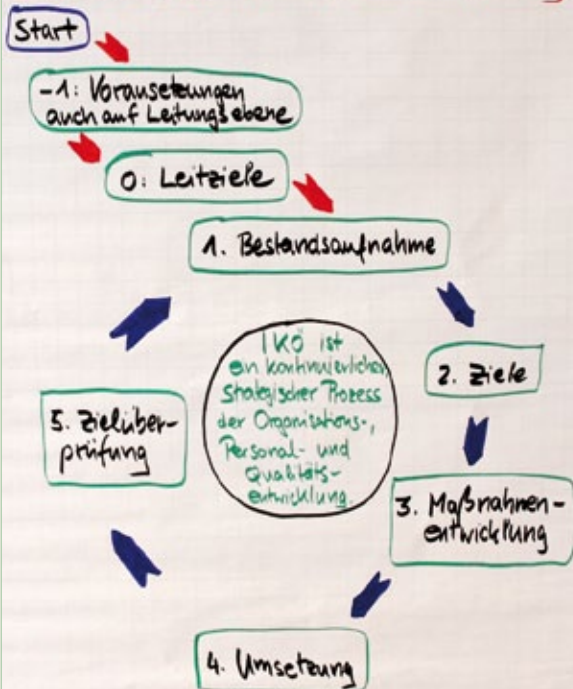 Start
-1: Voraussetzungen
auch auf Leitungsebene
0: Leitziele
1. Bestandsaufnahme
2. Ziele
3. Maßnahmen-
entwicklung
4. Umsetzung
5. Zielüber-
prüfung
IKÖ ist
ein kontinuierlicher,
strategischer Prozess
der Organisations-,
Personal- und
Qualitäts-
entwicklung.